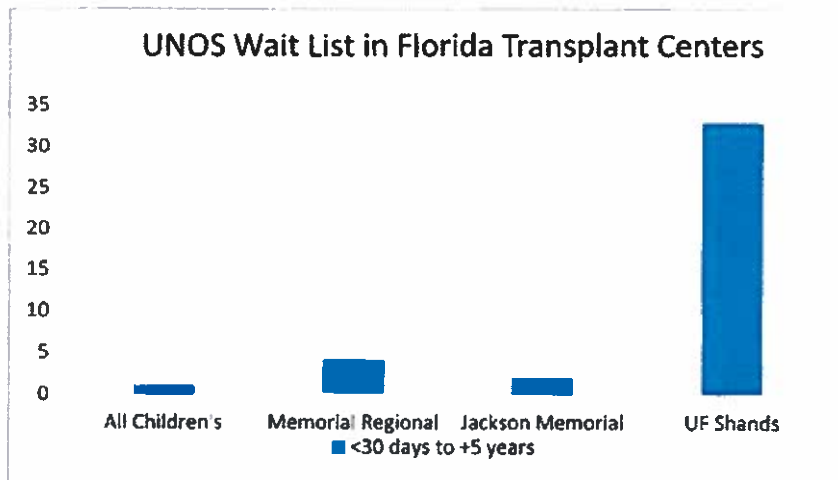 UNOS Wait List in Florida Transplant Centers
35
30
25
20
15
10
5
0
All Children's Memorial Regional Jackson Memorial UF Shands
<30 days to +5 years